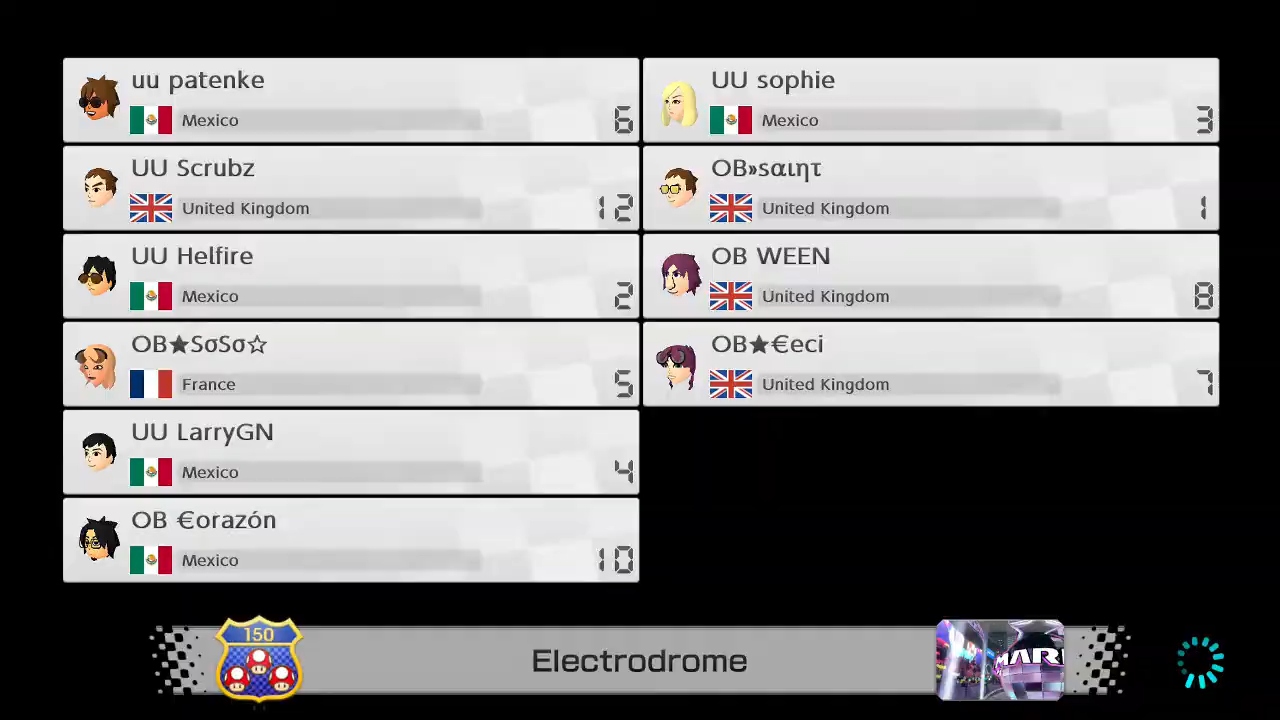 uu patenke
Mexico
6
UU Scrubz
United Kingdom
12
UU Helfire
Mexico
2
OB★SσSσ☆
France
5
UU LarryGN
Mexico
4
OB €orazón
Mexico
10
UU sophie
Mexico
3
OB»sαιητ
United Kingdom
1
OB WEEN
United Kingdom
8
OB★€eci
United Kingdom
7
150
Electrodrome
MARI